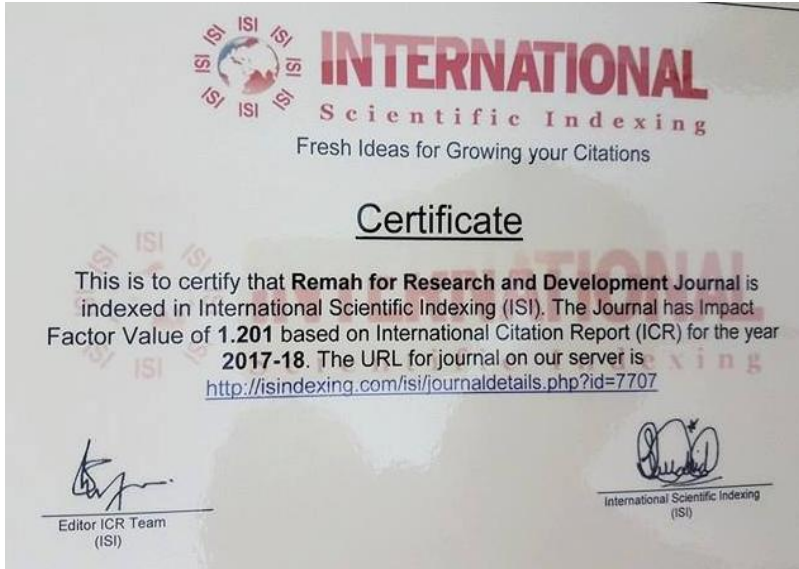 ISI ISI ISI ISI ISI ISI ISI ISI
INTERNATIONAL
Scientific Indexing
Fresh Ideas for Growing your Citations
Certificate
This is to certify that Remah for Research and Development Journal is
indexed in International Scientific Indexing (ISI). The Journal has Impact
Factor Value of 1.201 based on International Citation Report (ICR) for the year
2017-18. The URL for journal on our server is
http://isindexing.com/isi/journaldetails.php?id=7707
Editor ICR Team
(ISI)
International Scientific Indexing
(ISI)